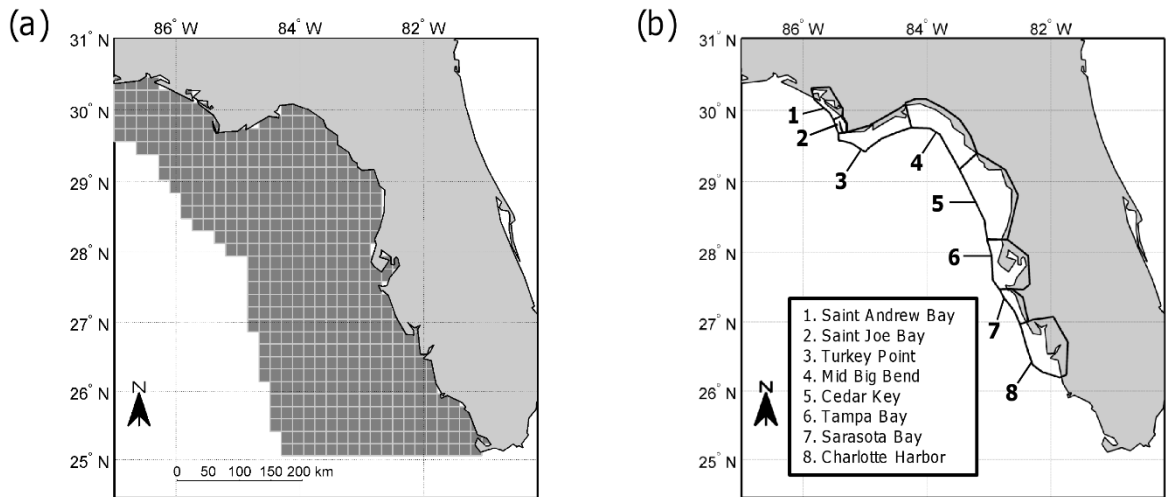 (a)
86° W 84° W 82° W
31° N
30° N
29° N
28° N
27° N
26° N
25° N
N
0 50 100 150 200 km
(b)
86° W 84° W 82° W
31° N
30° N
29° N
28° N
27° N
26° N
25° N
N
1
2
3
4
5
6
7
8
1. Saint Andrew Bay
2. Saint Joe Bay
3. Turkey Point
4. Mid Big Bend
5. Cedar Key
6. Tampa Bay
7. Sarasota Bay
8. Charlotte Harbor